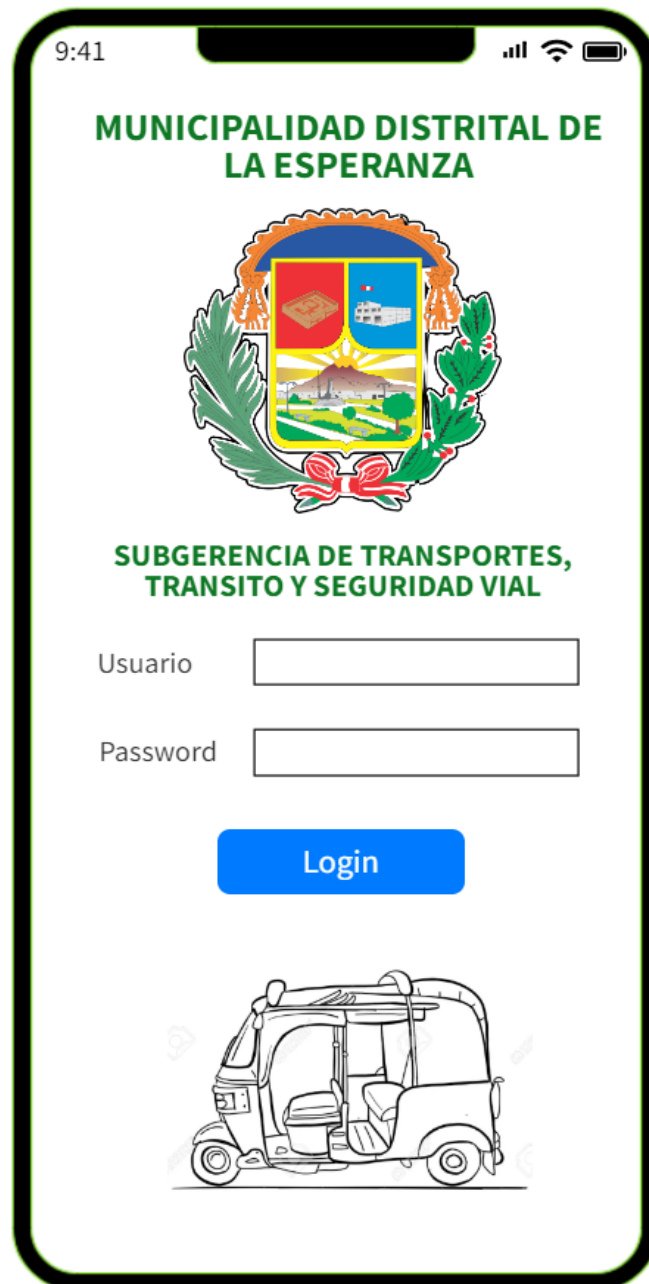 9:41
MUNICIPALIDAD DISTRITAL DE
LA ESPERANZA
SUBGERENCIA DE TRANSPORTES,
TRANSITO Y SEGURIDAD VIAL
Usuario
Password
Login